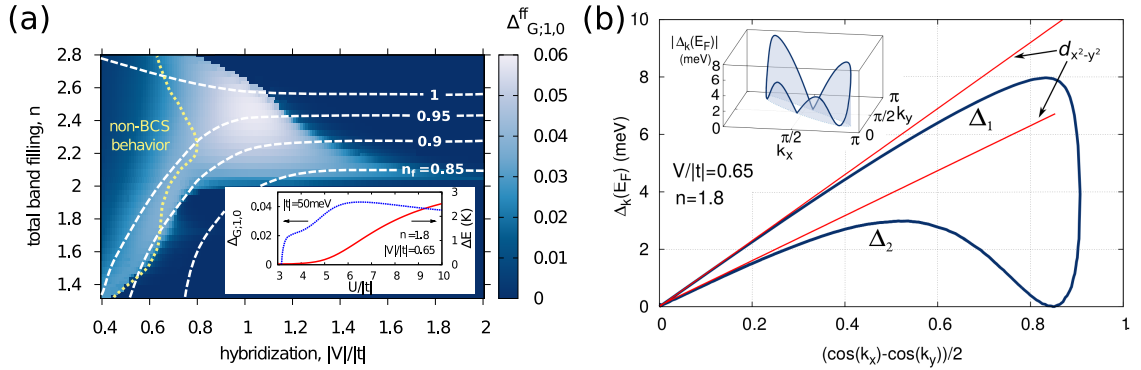 (a)
Δ^ff_G;1,0
2.8
2.6
2.4
2.2
2
1.8
1.6
1.4
total band filling, n
0.4
0.6
0.8
1
1.2
1.4
1.6
1.8
2
hybridization, |V|/|t|
non-BCS
behavior
1
0.95
0.9
n_f = 0.85
0.06
0.05
0.04
0.03
0.02
0.01
0
|t|=50meV
n=1.8
|V|/|t|=0.65
0.04
0.02
0
Δ_G;1,0
3
2
1
0
ΔE (K)
3
4
5
6
7
8
9
10
U/|t|
(b)
10
8
6
4
2
0
Δ_k(E_F) (meV)
0
0.2
0.4
0.6
0.8
1
(cos(k_x)-cos(k_y))/2
|Δ_k(E_F)|
(meV)
8
6
4
2
0
π/2
π
k_x
0
π/2
π
k_y
d_x²-y²
Δ_1
Δ_2
V/|t|=0.65
n=1.8